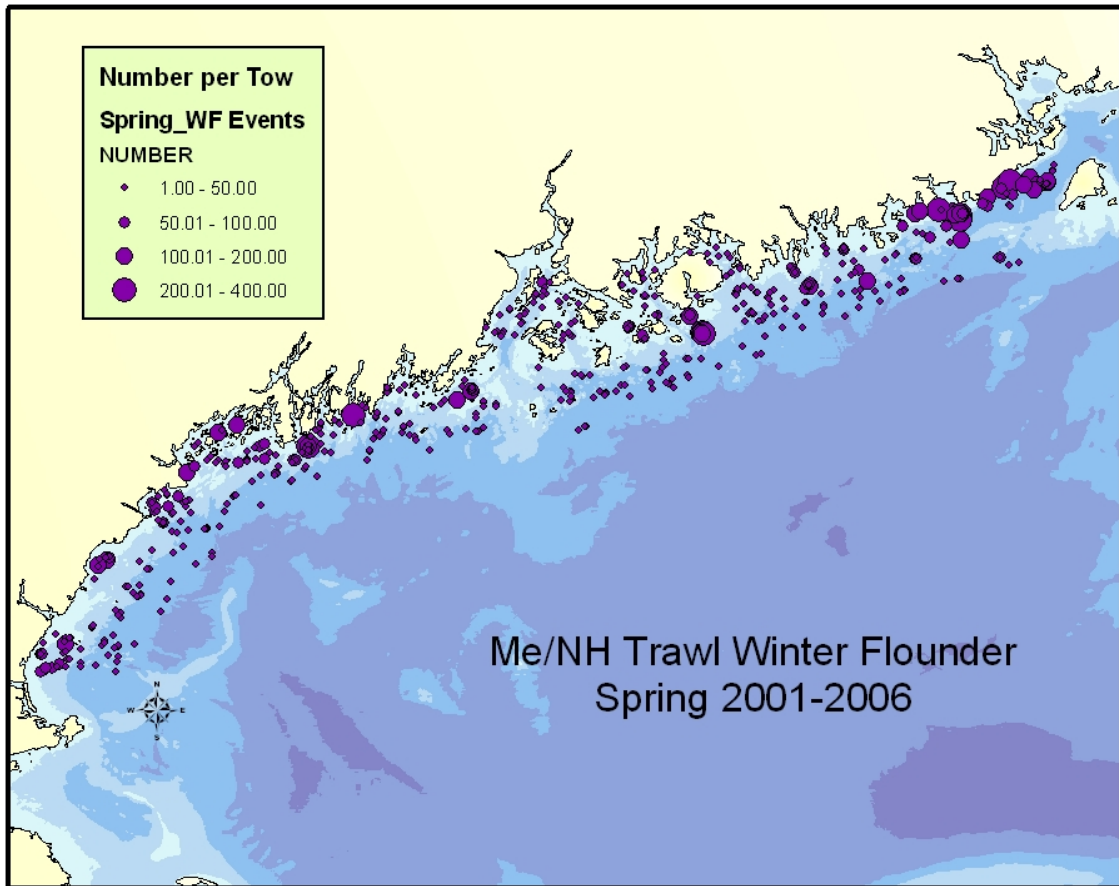 Number per Tow
Spring_WF Events
NUMBER
1.00 - 50.00
50.01 - 100.00
100.01 - 200.00
200.01 - 400.00
Me/NH Trawl Winter Flounder
Spring 2001-2006
N
W E
S